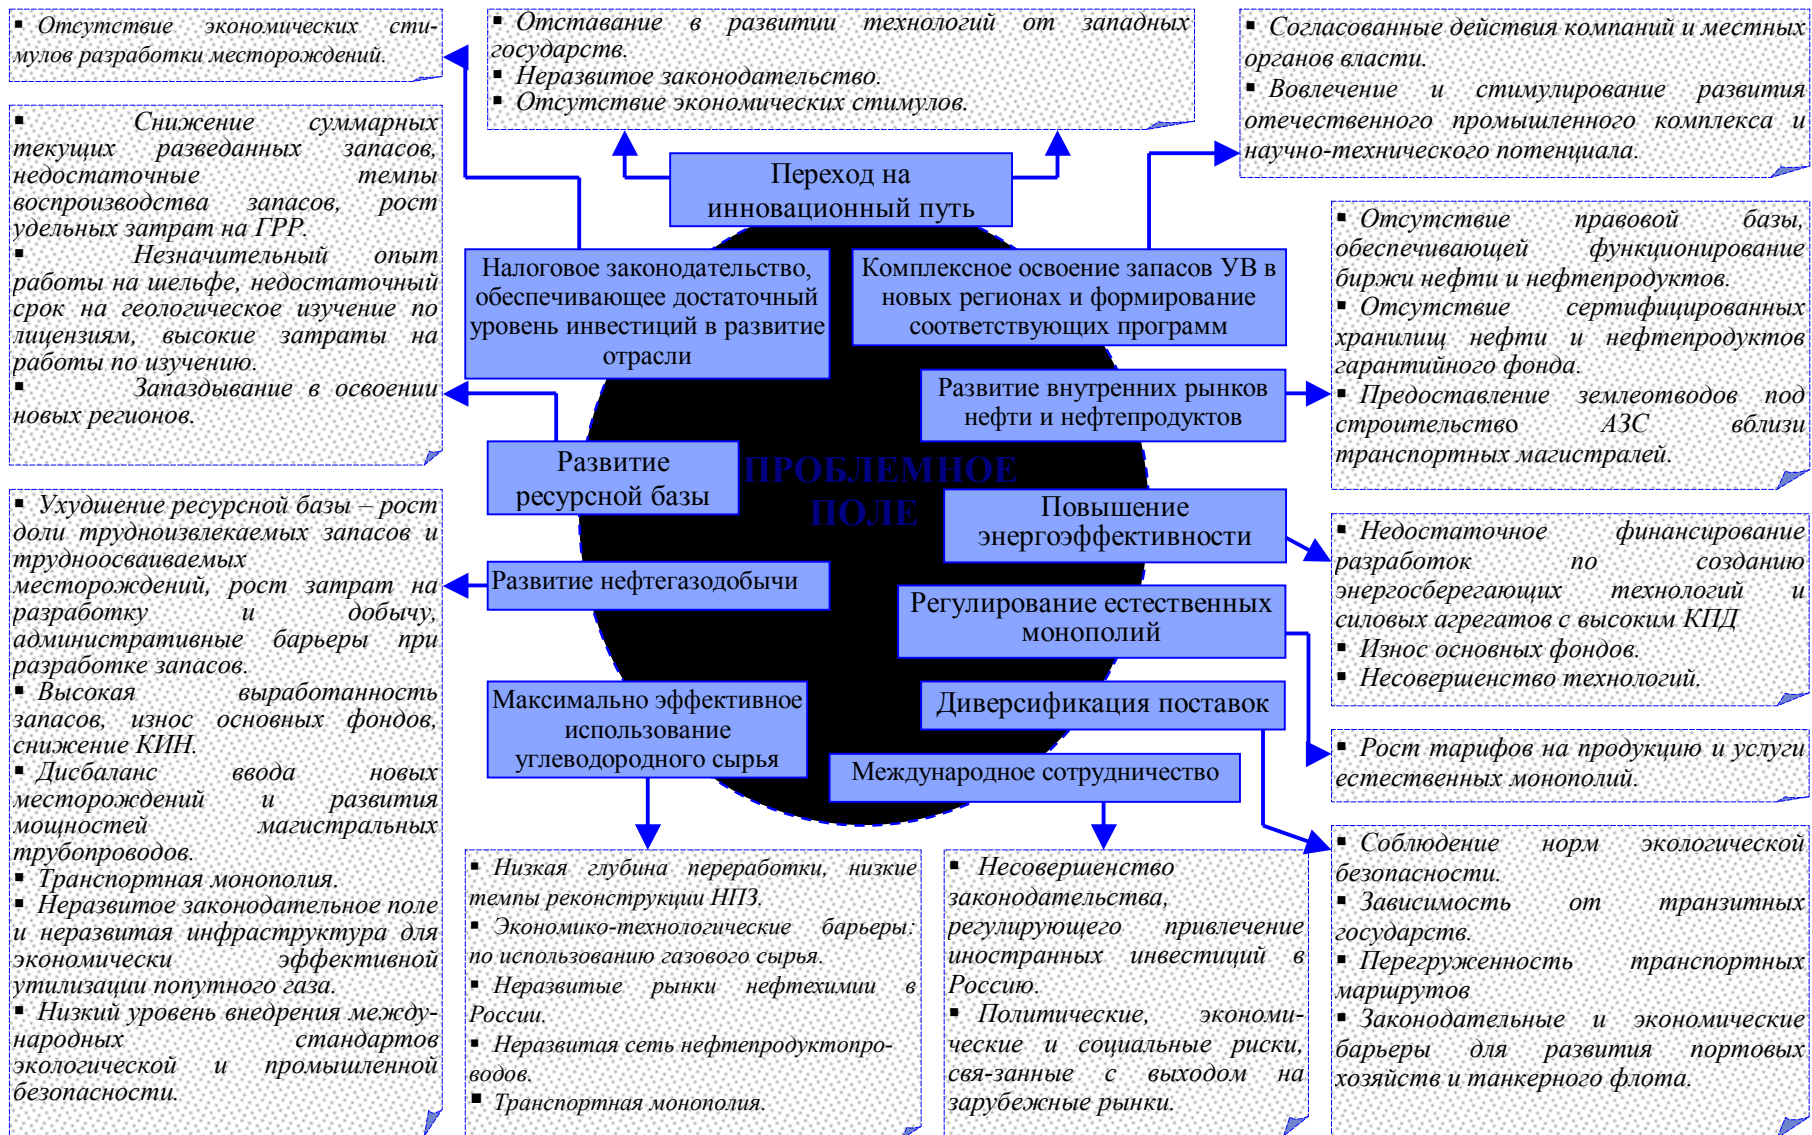 ▪ Отсутствие экономических сти-
мулов разработки месторождений.
▪ Отставание в развитии технологий от западных
государств.
▪ Неразвитое законодательство.
▪ Отсутствие экономических стимулов.
▪ Согласованные действия компаний и местных
органов власти.
▪ Вовлечение и стимулирование развития
отечественного промышленного комплекса и
научно-технического потенциала.
▪ Снижение суммарных
текущих разведанных запасов,
недостаточные темпы
воспроизводства запасов, рост
удельных затрат на ГРР.
▪ Незначительный опыт
работы на шельфе, недостаточный
срок на геологическое изучение по
лицензиям, высокие затраты на
работы по изучению.
▪ Запаздывание в освоении
новых регионов.
Переход на
инновационный путь
Налоговое законодательство,
обеспечивающее достаточный
уровень инвестиций в развитие
отрасли
Комплексное освоение запасов УВ в
новых регионах и формирование
соответствующих программ
▪ Отсутствие правовой базы,
обеспечивающей функционирование
биржи нефти и нефтепродуктов.
▪ Отсутствие сертифицированных
хранилищ нефти и нефтепродуктов
гарантийного фонда.
▪ Предоставление землеотводов под
строительство АЗС вблизи
транспортных магистралей.
Развитие внутренних рынков
нефти и нефтепродуктов
Развитие
ресурсной базы
ПРОБЛЕМНОЕ
ПОЛЕ
Повышение
энергоэффективности
▪ Ухудшение ресурсной базы – рост
доли трудноизвлекаемых запасов и
трудноосваиваемых
месторождений, рост затрат на
разработку и добычу,
административные барьеры при
разработке запасов.
▪ Высокая выработанность
запасов, износ основных фондов,
снижение КИН.
▪ Дисбаланс ввода новых
месторождений и развития
мощностей магистральных
трубопроводов.
▪ Транспортная монополия.
▪ Неразвитое законодательное поле
и неразвитая инфраструктура для
экономически эффективной
утилизации попутного газа.
▪ Низкий уровень внедрения между-
народных стандартов
экологической и промышленной
безопасности.
Развитие нефтегазодобычи
Регулирование естественных
монополий
▪ Недостаточное финансирование
разработок по созданию
энергосберегающих технологий и
силовых агрегатов с высоким КПД
▪ Износ основных фондов.
▪ Несовершенство технологий.
Максимально эффективное
использование
углеводородного сырья
Диверсификация поставок
Международное сотрудничество
▪ Рост тарифов на продукцию и услуги
естественных монополий.
▪ Низкая глубина переработки, низкие
темпы реконструкции НПЗ.
▪ Экономико-технологические барьеры:
по использованию газового сырья.
▪ Неразвитые рынки нефтехимии в
России.
▪ Неразвитая сеть нефтепродуктопро-
водов.
▪ Транспортная монополия.
▪ Несовершенство
законодательства,
регулирующего привлечение
иностранных инвестиций в
Россию.
▪ Политические, экономи-
ческие и социальные риски,
свя-занные с выходом на
зарубежные рынки.
▪ Соблюдение норм экологической
безопасности.
▪ Зависимость от транзитных
государств.
▪ Перегруженность транспортных
маршрутов
▪ Законодательные и экономические
барьеры для развития портовых
хозяйств и танкерного флота.